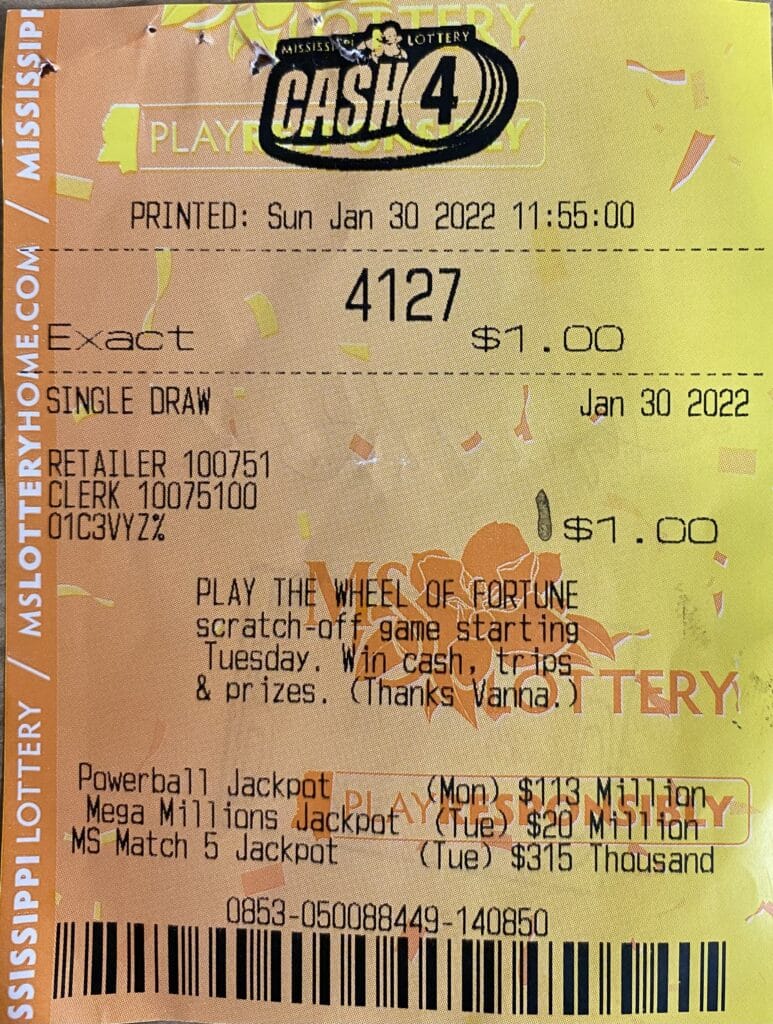 MISSISSIPPI LOTTERY
CASH 4
PLAY RESPONSIBLY
PRINTED: Sun Jan 30 2022 11:55:00
4127
Exact $1.00
SINGLE DRAW Jan 30 2022
RETAILER 100751
CLERK 10075100
01C3VYZ% $1.00
PLAY THE WHEEL OF FORTUNE
scratch-off game starting
Tuesday. Win cash, trips
& prizes. (Thanks Vanna.)
MS
LOTTERY
Powerball Jackpot (Mon) $113 Million
PLAY RESPONSIBLY
Mega Millions Jackpot (Tue) $20 Million
MS Match 5 Jackpot (Tue) $315 Thousand
0853-050088449-140850
SSISSIPPI LOTTERY / MSLOTTERYHOME.COM / MISSISSIPP